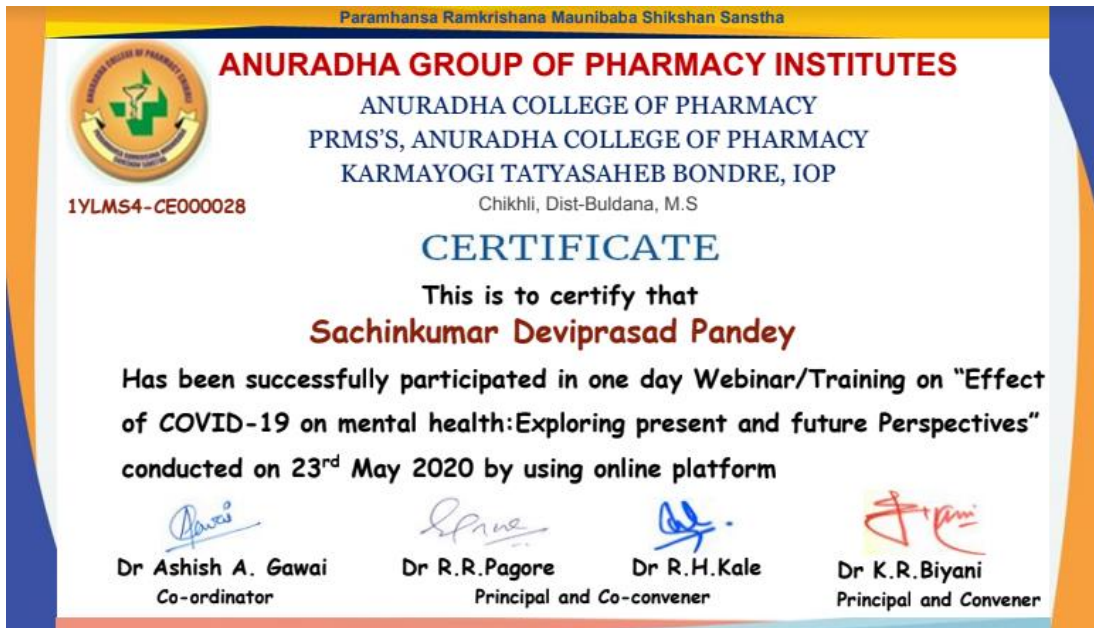 Paramhansa Ramkrishana Maunibaba Shikshan Sanstha
ANURADHA GROUP OF PHARMACY INSTITUTES
ANURADHA COLLEGE OF PHARMACY
PRMS'S, ANURADHA COLLEGE OF PHARMACY
KARMAYOGI TATYASAHEB BONDRE, IOP
1YLMS4-CE000028
Chikhli, Dist-Buldana, M.S
CERTIFICATE
This is to certify that
Sachinkumar Deviprasad Pandey
Has been successfully participated in one day Webinar/Training on “Effect
of COVID-19 on mental health:Exploring present and future Perspectives”
conducted on 23rd May 2020 by using online platform
Dr Ashish A. Gawai Dr R.R.Pagore Dr R.H.Kale Dr K.R.Biyani
Co-ordinator Principal and Co-convener Principal and Convener